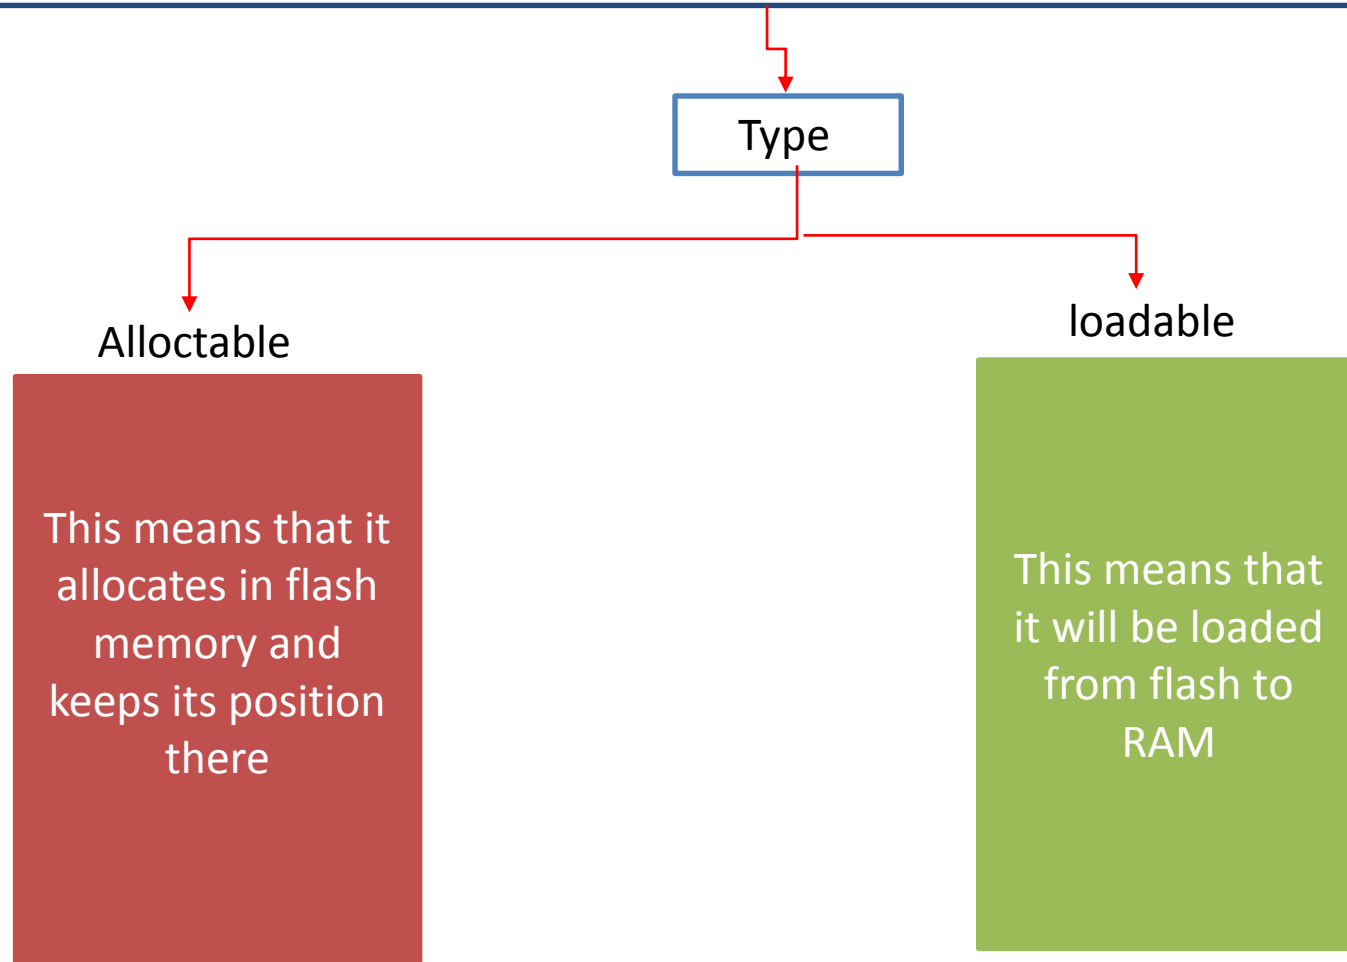 Type
Alloctable
This means that it
allocates in flash
memory and
keeps its position
there
loadable
This means that
it will be loaded
from flash to
RAM